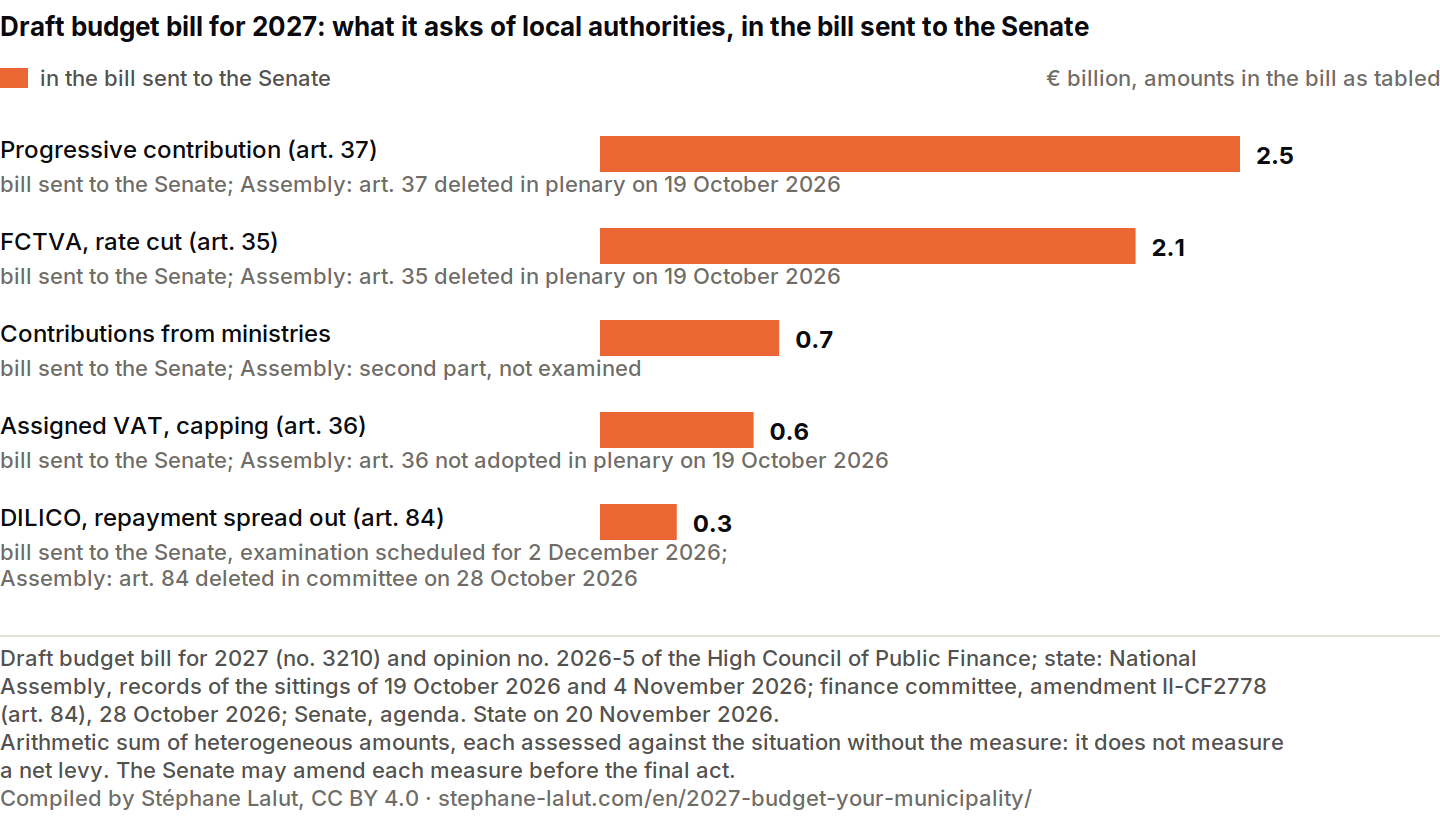 Draft budget bill for 2027: what it asks of local authorities, in the bill sent to the Senate
in the bill sent to the Senate
€ billion, amounts in the bill as tabled
Progressive contribution (art. 37)
2.5
bill sent to the Senate; Assembly: art. 37 deleted in plenary on 19 October 2026
FCTVA, rate cut (art. 35)
2.1
bill sent to the Senate; Assembly: art. 35 deleted in plenary on 19 October 2026
Contributions from ministries
0.7
bill sent to the Senate; Assembly: second part, not examined
Assigned VAT, capping (art. 36)
0.6
bill sent to the Senate; Assembly: art. 36 not adopted in plenary on 19 October 2026
DILICO, repayment spread out (art. 84)
0.3
bill sent to the Senate, examination scheduled for 2 December 2026;
Assembly: art. 84 deleted in committee on 28 October 2026
Draft budget bill for 2027 (no. 3210) and opinion no. 2026-5 of the High Council of Public Finance; state: National
Assembly, records of the sittings of 19 October 2026 and 4 November 2026; finance committee, amendment II-CF2778
(art. 84), 28 October 2026; Senate, agenda. State on 20 November 2026.
Arithmetic sum of heterogeneous amounts, each assessed against the situation without the measure: it does not measure
a net levy. The Senate may amend each measure before the final act.
Compiled by Stéphane Lalut, CC BY 4.0 · stephane-lalut.com/en/2027-budget-your-municipality/